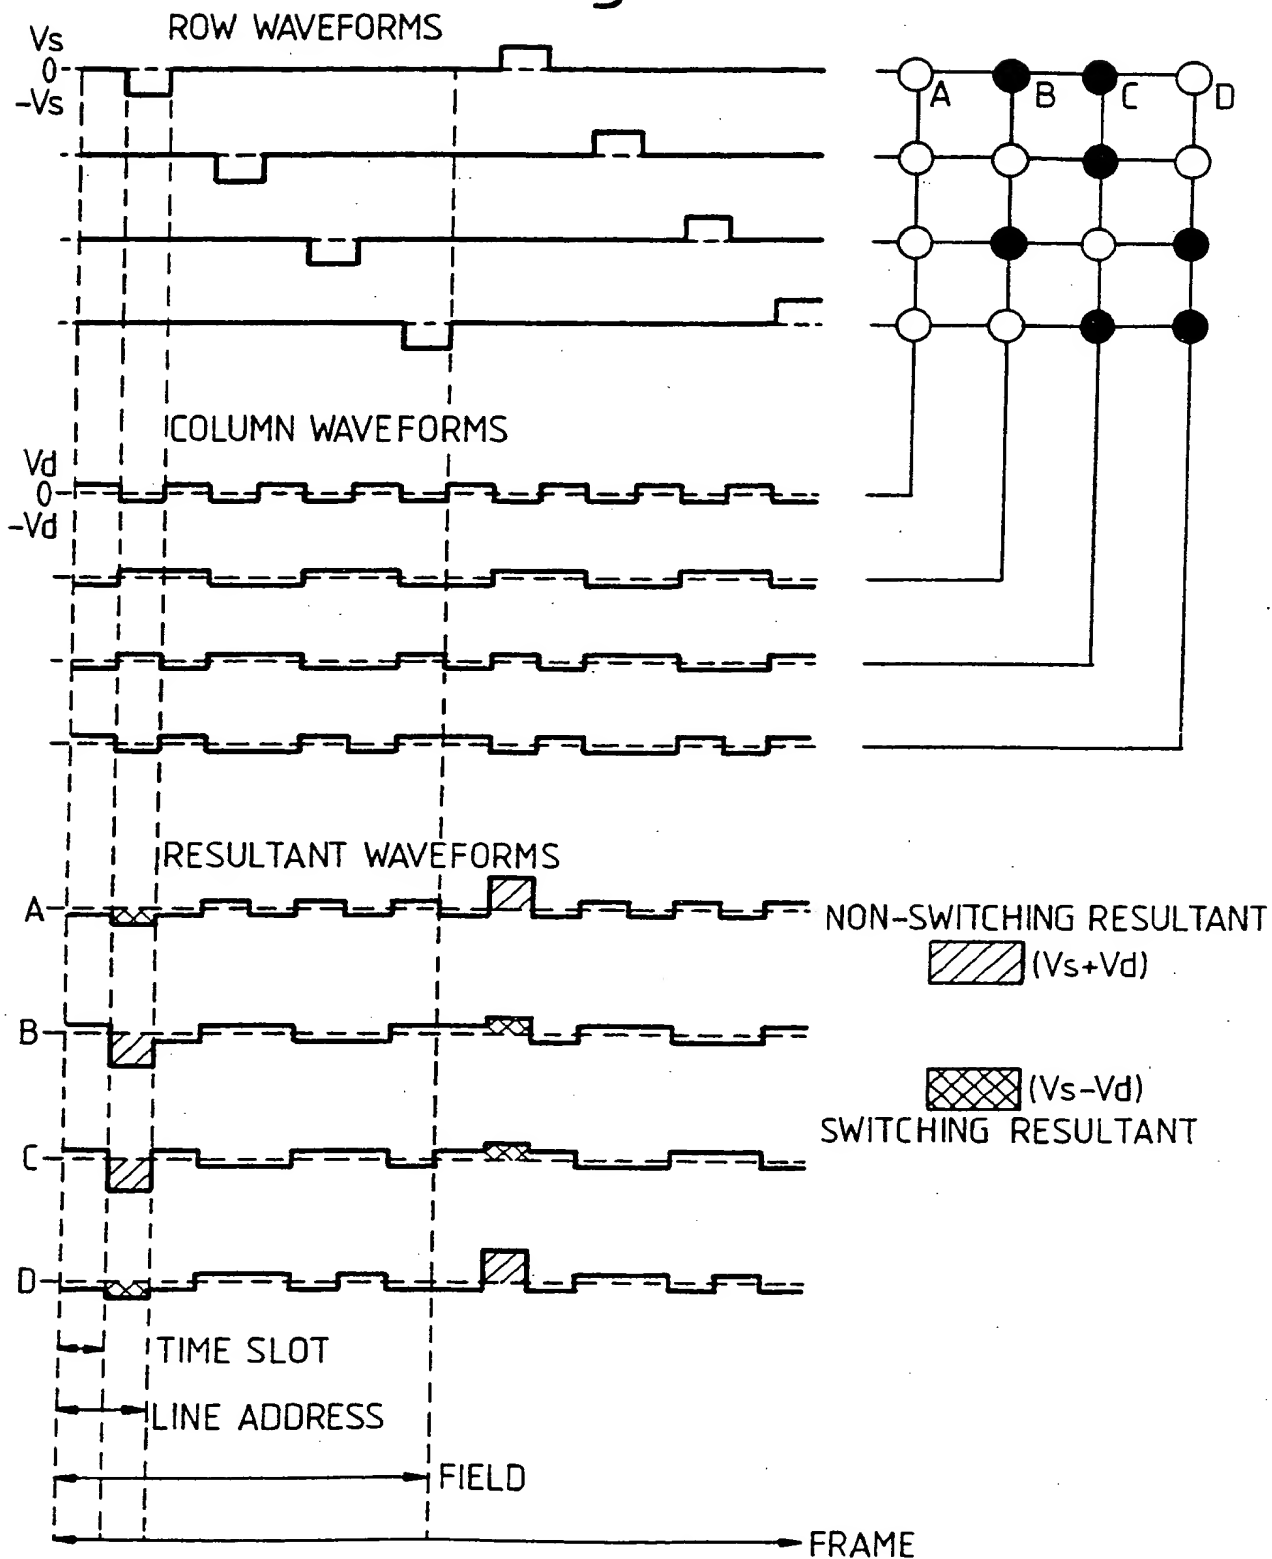 ROW WAVEFORMS
Vs
0
-Vs
A B C D
COLUMN WAVEFORMS
Vd
0
-Vd
RESULTANT WAVEFORMS
A
NON-SWITCHING RESULTANT
(Vs+Vd)
B
(Vs-Vd)
SWITCHING RESULTANT
C
D
TIME SLOT
LINE ADDRESS
FIELD
FRAME